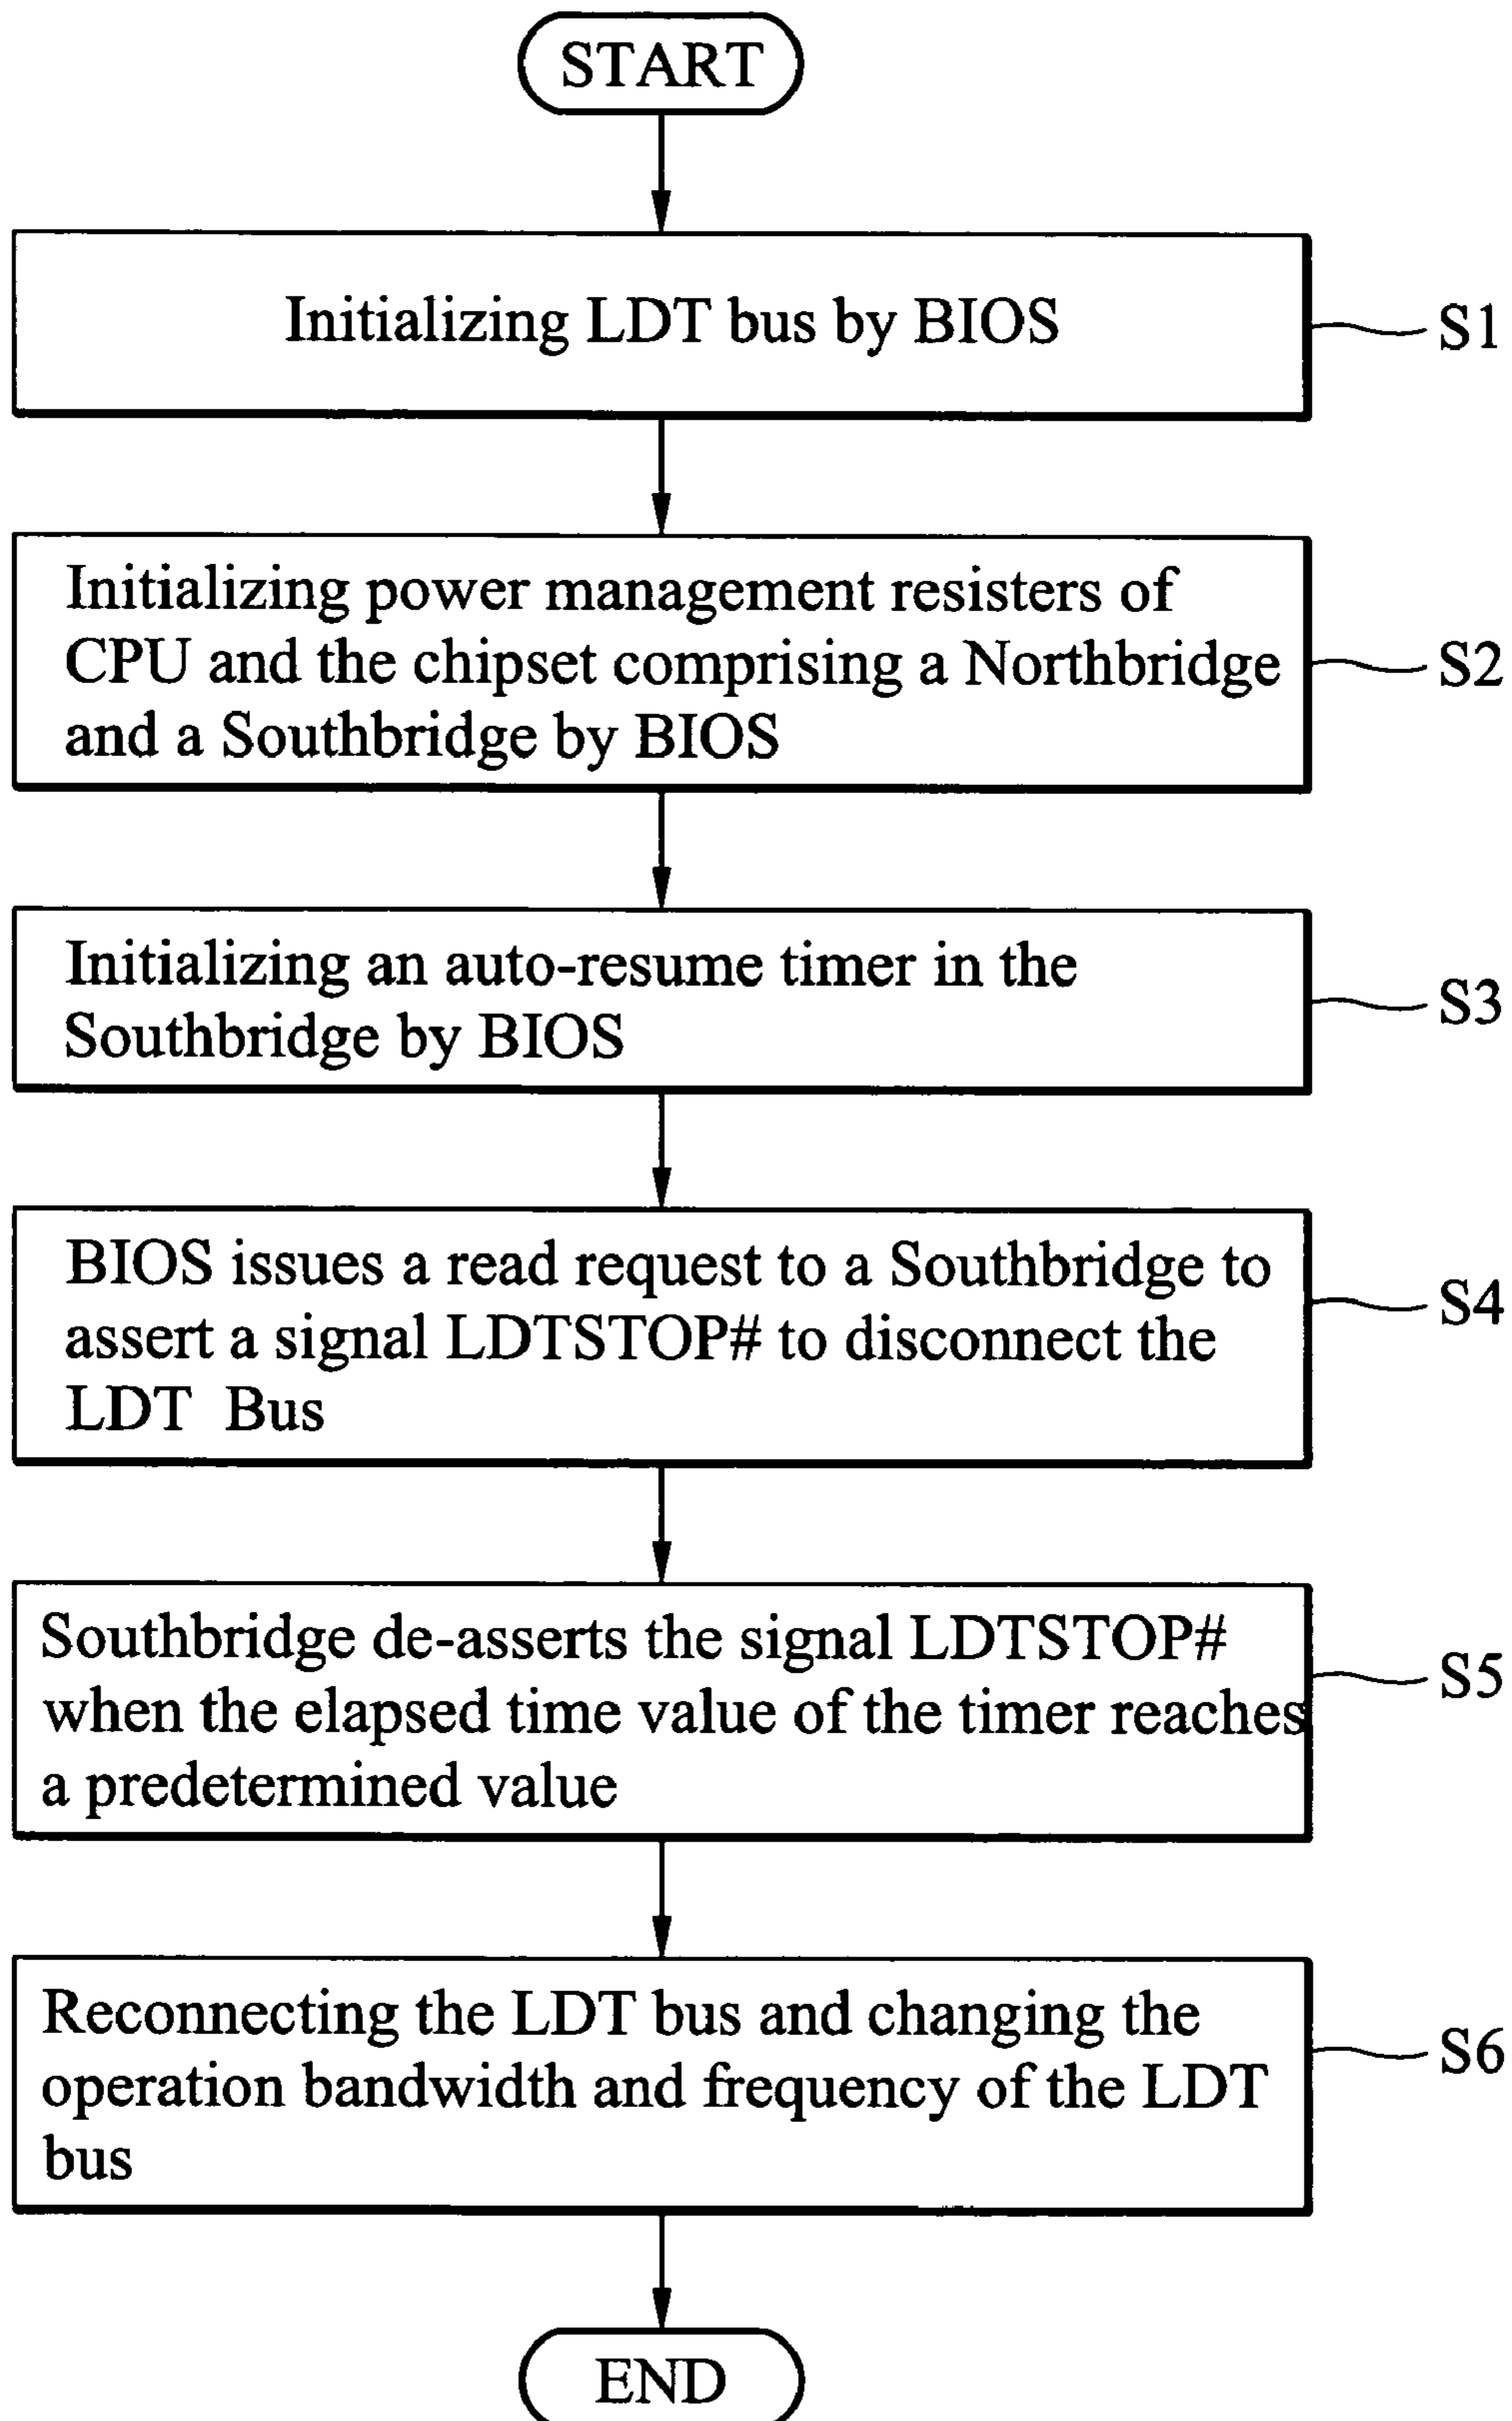 START
Initializing LDT bus by BIOS
S1
Initializing power management resisters of
CPU and the chipset comprising a Northbridge
and a Southbridge by BIOS
S2
Initializing an auto-resume timer in the
Southbridge by BIOS
S3
BIOS issues a read request to a Southbridge to
assert a signal LDTSTOP# to disconnect the
LDT Bus
S4
Southbridge de-asserts the signal LDTSTOP#
when the elapsed time value of the timer reaches
a predetermined value
S5
Reconnecting the LDT bus and changing the
operation bandwidth and frequency of the LDT
bus
S6
END